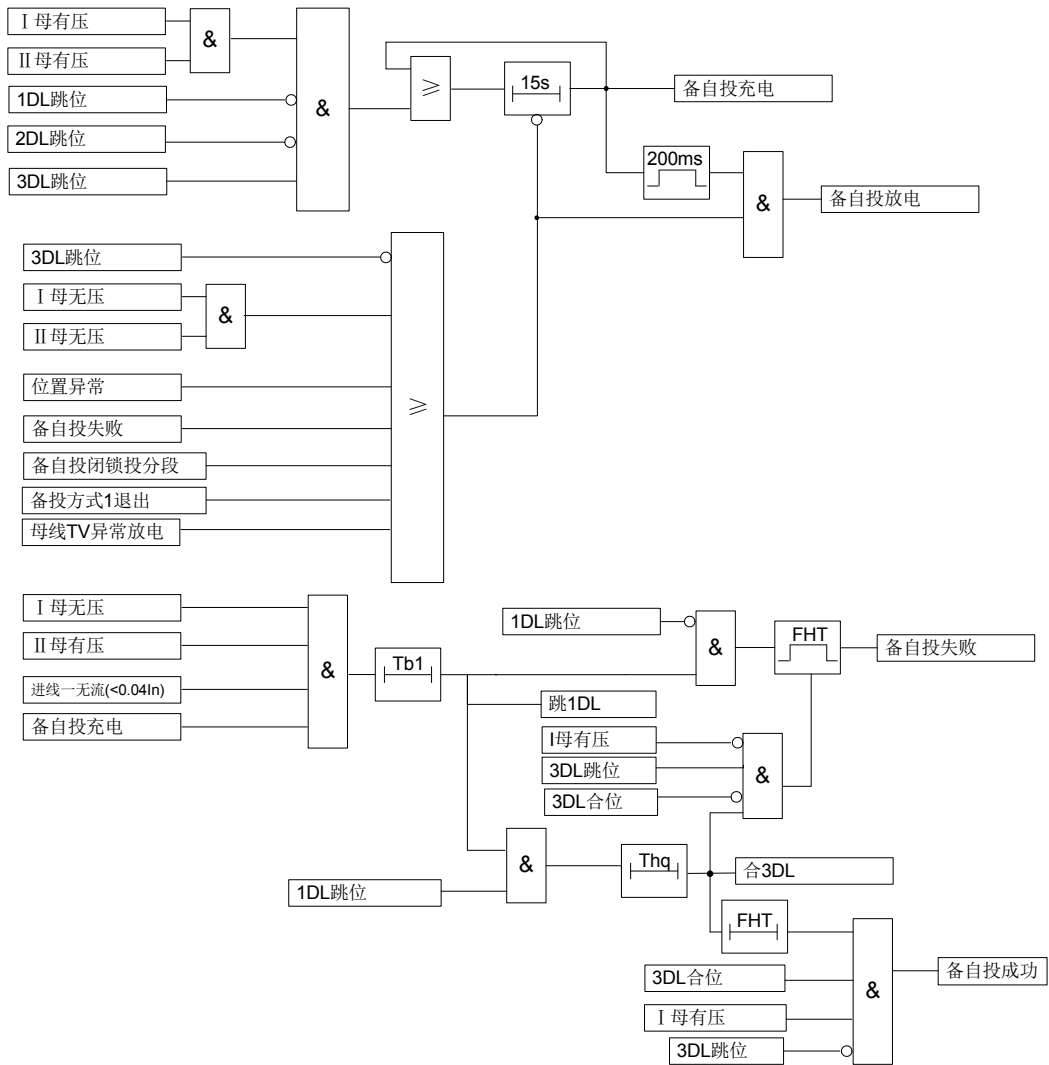 Ⅰ母有压
Ⅱ母有压
&
1DL跳位
2DL跳位
3DL跳位
&
≥
15s
备自投充电
200ms
&
备自投放电
3DL跳位
Ⅰ母无压
Ⅱ母无压
&
位置异常
备自投失败
备自投闭锁投分段
备投方式1退出
母线TV异常放电
≥
Ⅰ母无压
Ⅱ母有压
进线一无流(<0.04In)
备自投充电
&
Tb1
1DL跳位
&
FHT
备自投失败
跳1DL
I母有压
3DL跳位
3DL合位
&
1DL跳位
&
Thq
合3DL
FHT
3DL合位
Ⅰ母有压
3DL跳位
&
备自投成功